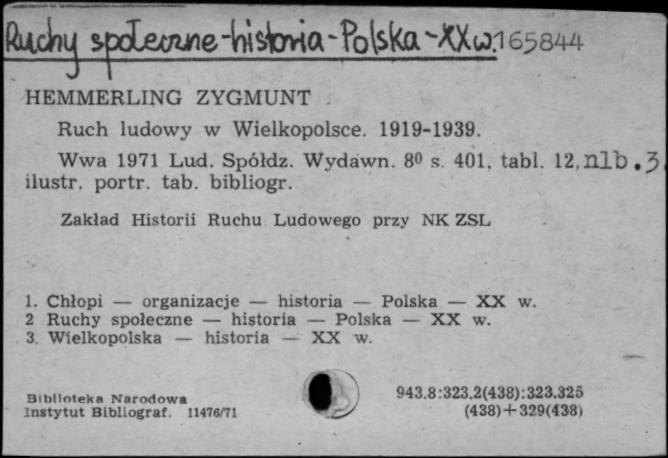 Ruchy społeczne-historia-Polska-XXw. 165844
HEMMERLING ZYGMUNT
Ruch ludowy w Wielkopolsce. 1919-1939.
Wwa 1971 Lud. Spółdz. Wydawn. 8⁰ s. 401, tabl. 12, nlb. 3.
ilustr. portr. tab. bibliogr.
Zakład Historii Ruchu Ludowego przy NK ZSL
1. Chłopi — organizacje — historia — Polska — XX w.
2 Ruchy społeczne — historia — Polska — XX w.
3. Wielkopolska — historia — XX w.
Biblioteka Narodowa
Instytut Bibliograf. 11476/71
943.8:323.2(438):323.325
(438)+329(438)